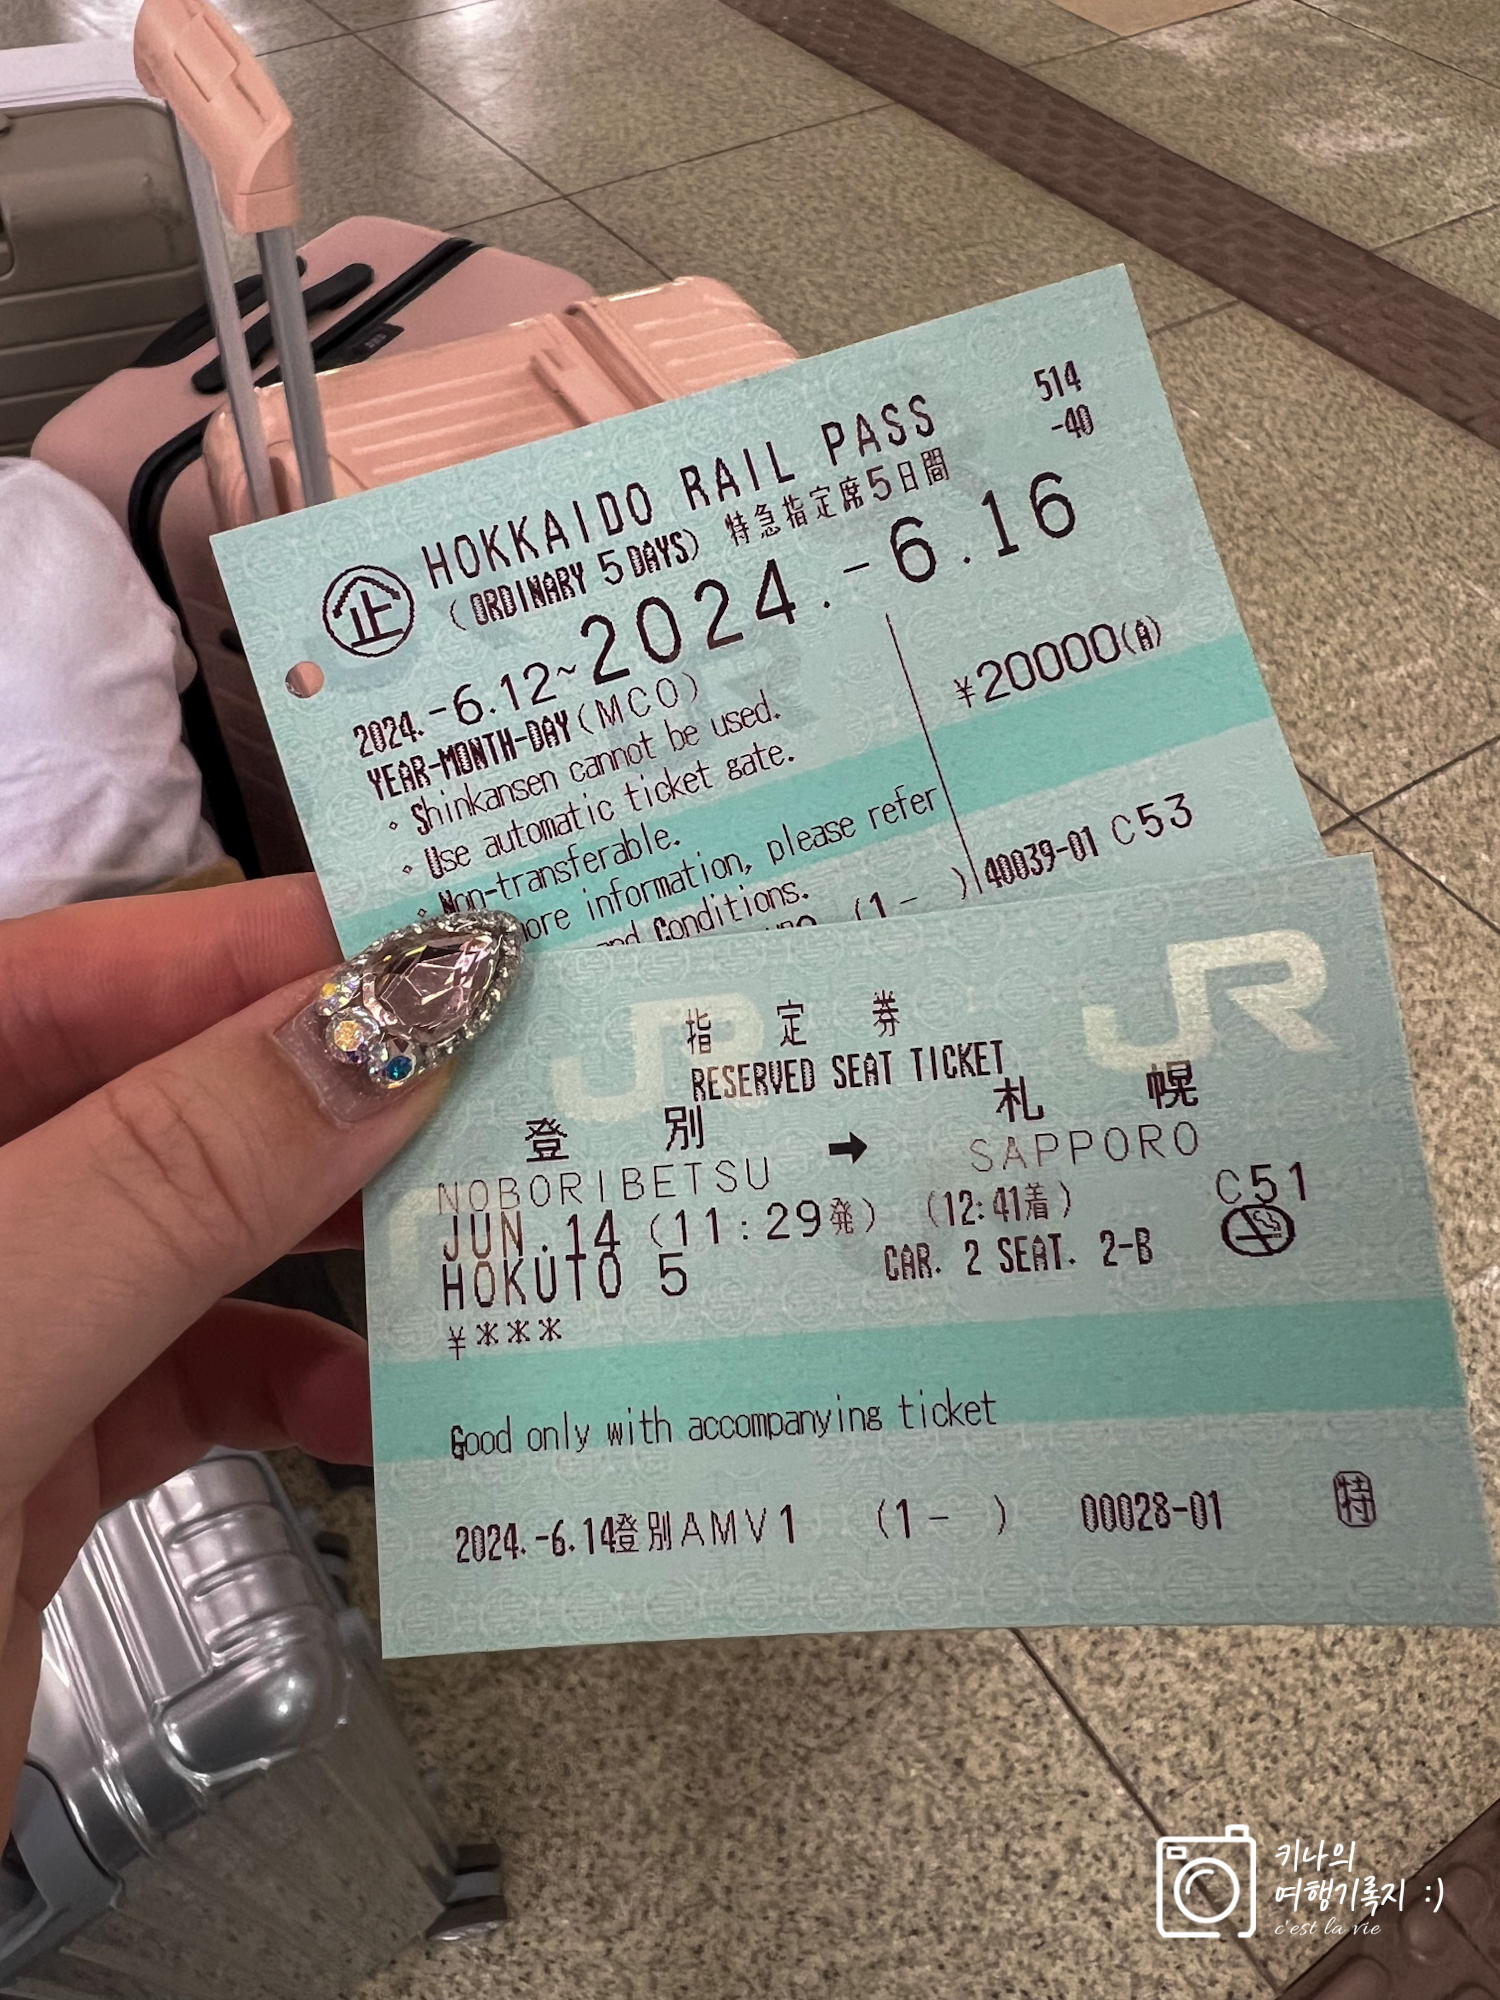 514
-40
HOKKAIDO RAIL PASS
(ORDINARY 5DAYS) 特急指定席5日間
2024.-6.12~2024.-6.16
YEAR-MONTH-DAY(MCO)
¥20000(A)
◦ Shinkansen cannot be used.
◦ Use automatic ticket gate.
◦ Non-transferable.
information, please refer
and Conditions.
(1- ) 40039-01 C53
JR JR
指定券
RESERVED SEAT TICKET
登別 ➡ 札幌
NOBORIBETSU SAPPORO
C51
JUN.14 (11:29発) (12:41着)
HOKUTO 5 CAR. 2 SEAT. 2-B
¥***
Good only with accompanying ticket
2024.-6.14登別AMV1 (1- ) 00028-01 特
키나의
여행기록지 :)
c'est la vie